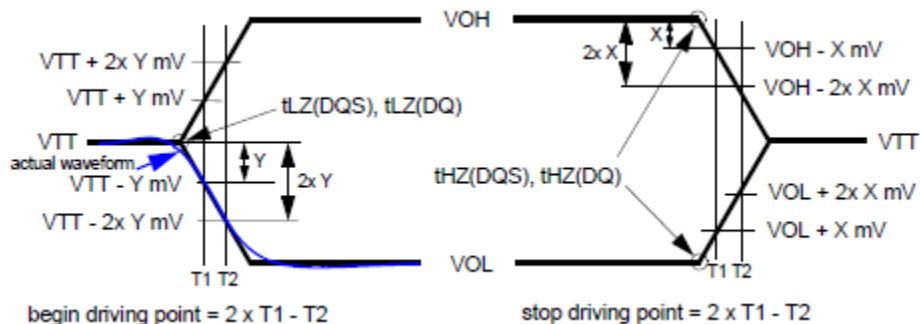 VOH
VTT + 2x Y mV
VTT + Y mV
VTT
actual waveform
VTT - Y mV
VTT - 2x Y mV
tLZ(DQS), tLZ(DQ)
Y
2x Y
T1 T2
VOL
begin driving point = 2 x T1 - T2
X
2x X
VOH - X mV
VOH - 2x X mV
VTT
tHZ(DQS), tHZ(DQ)
VOL + 2x X mV
VOL + X mV
T1 T2
stop driving point = 2 x T1 - T2